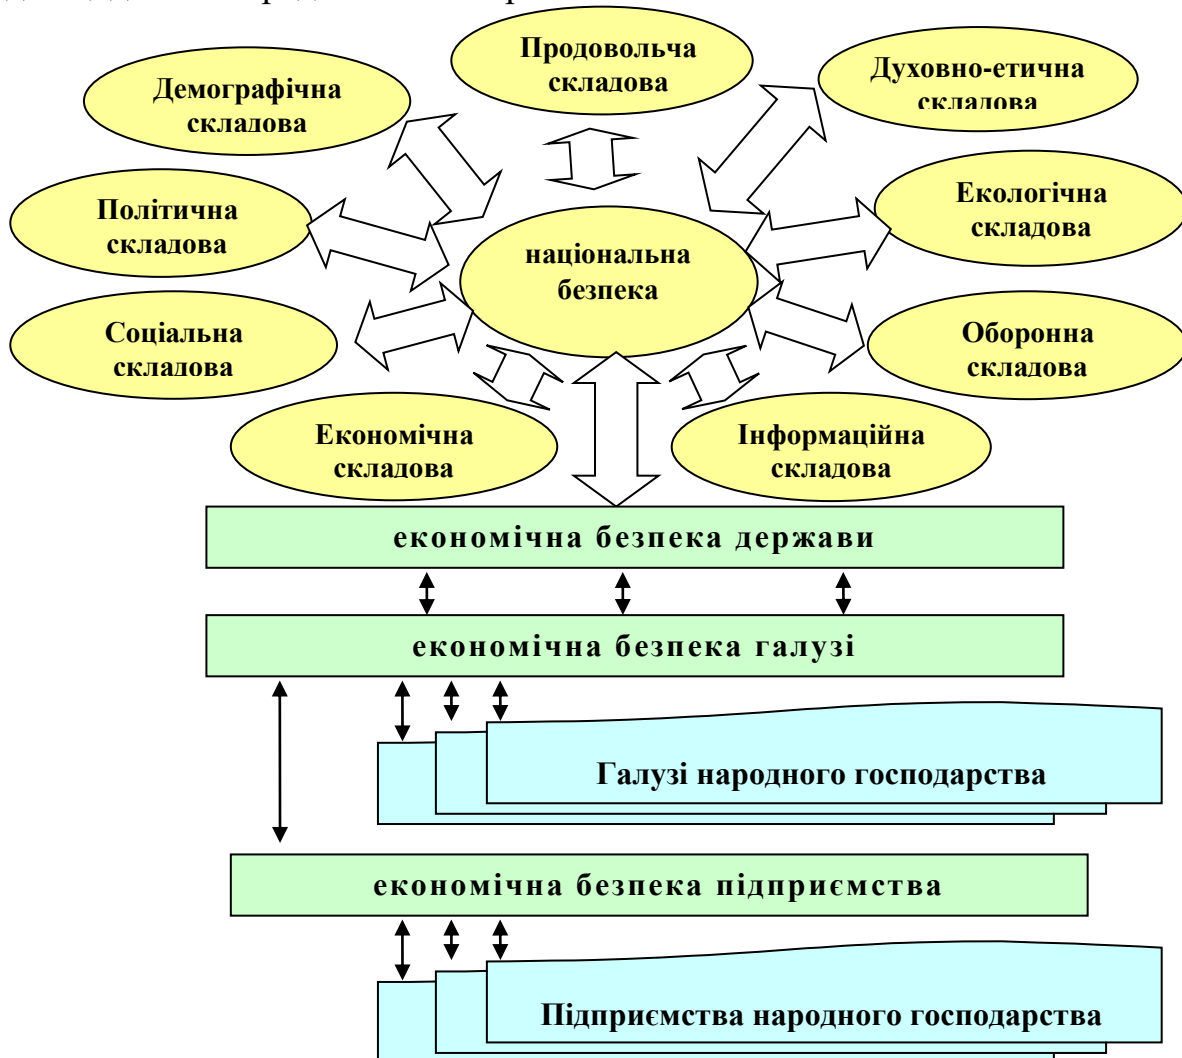 Продовольча
складова
Духовно-етична
складова
Демографічна
складова
Екологічна
складова
Політична
складова
національна
безпека
Соціальна
складова
Оборонна
складова
Економічна
складова
Інформаційна
складова
економічна безпека держави
економічна безпека галузі
Галузі народного господарства
економічна безпека підприємства
Підприємства народного господарства